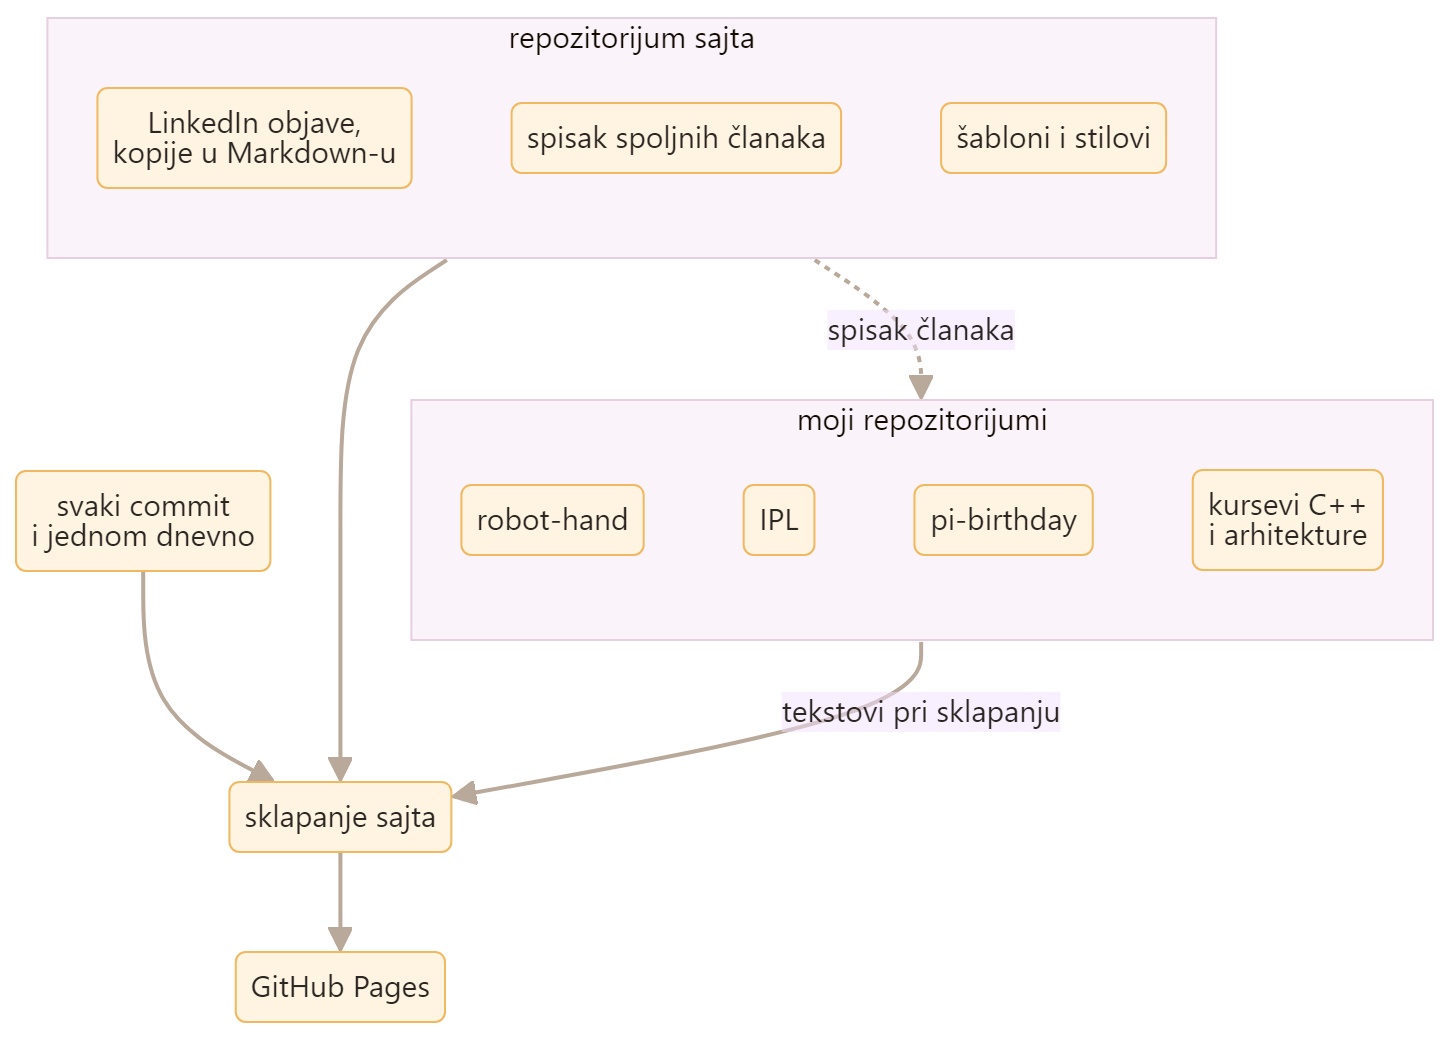 repozitorijum sajta
LinkedIn objave,
kopije u Markdown-u
spisak spoljnih članaka
šabloni i stilovi
spisak članaka
moji repozitorijumi
svaki commit
i jednom dnevno
robot-hand
IPL
pi-birthday
kursevi C++
i arhitekture
tekstovi pri sklapanju
sklapanje sajta
GitHub Pages